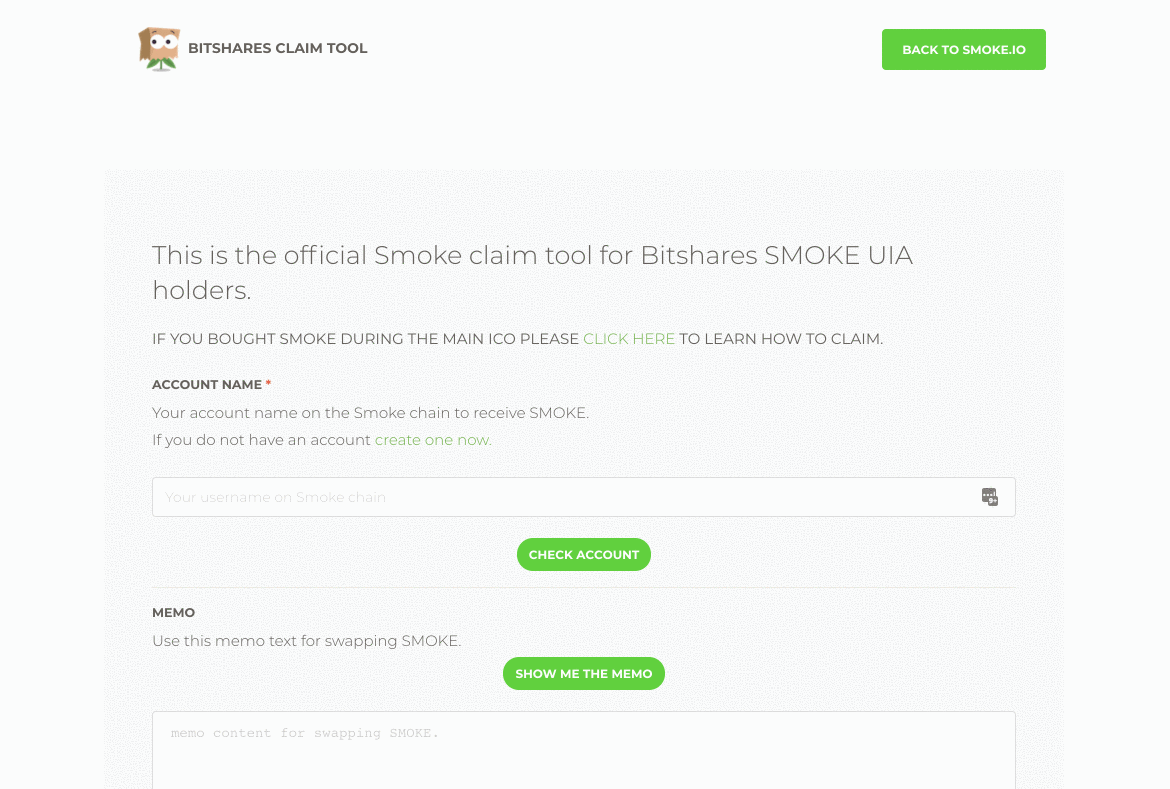 BITSHARES CLAIM TOOL
BACK TO SMOKE.IO
This is the official Smoke claim tool for Bitshares SMOKE UIA
holders.
IF YOU BOUGHT SMOKE DURING THE MAIN ICO PLEASE CLICK HERE TO LEARN HOW TO CLAIM.
ACCOUNT NAME *
Your account name on the Smoke chain to receive SMOKE.
If you do not have an account create one now.
Your username on Smoke chain
CHECK ACCOUNT
MEMO
Use this memo text for swapping SMOKE.
SHOW ME THE MEMO
memo content for swapping SMOKE.